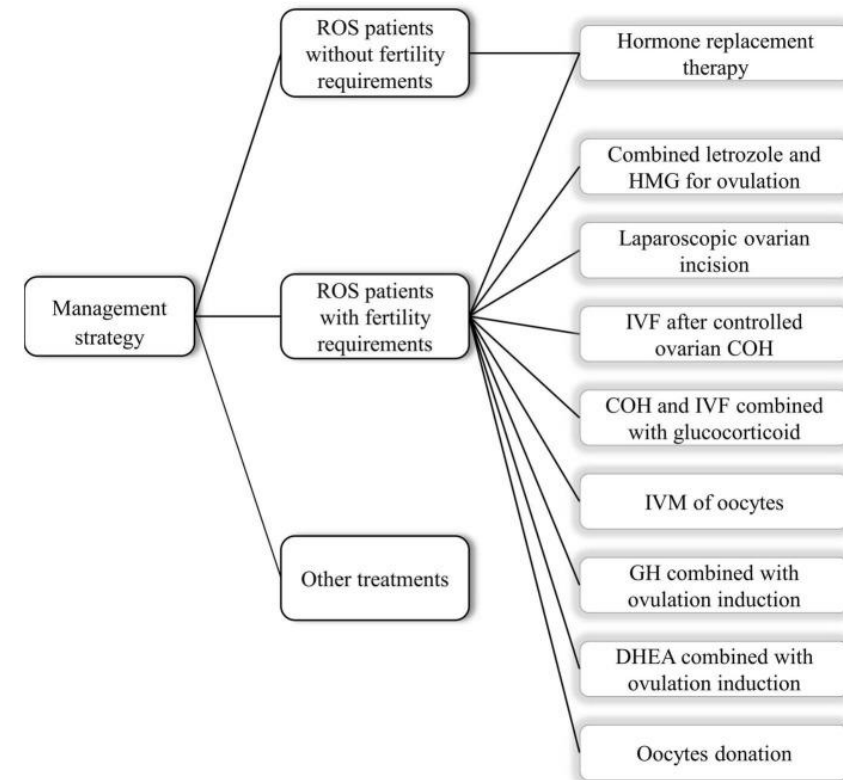 Management
strategy
ROS patients
without fertility
requirements
ROS patients
with fertility
requirements
Other treatments
Hormone replacement
therapy
Combined letrozole and
HMG for ovulation
Laparoscopic ovarian
incision
IVF after controlled
ovarian COH
COH and IVF combined
with glucocorticoid
IVM of oocytes
GH combined with
ovulation induction
DHEA combined with
ovulation induction
Oocytes donation